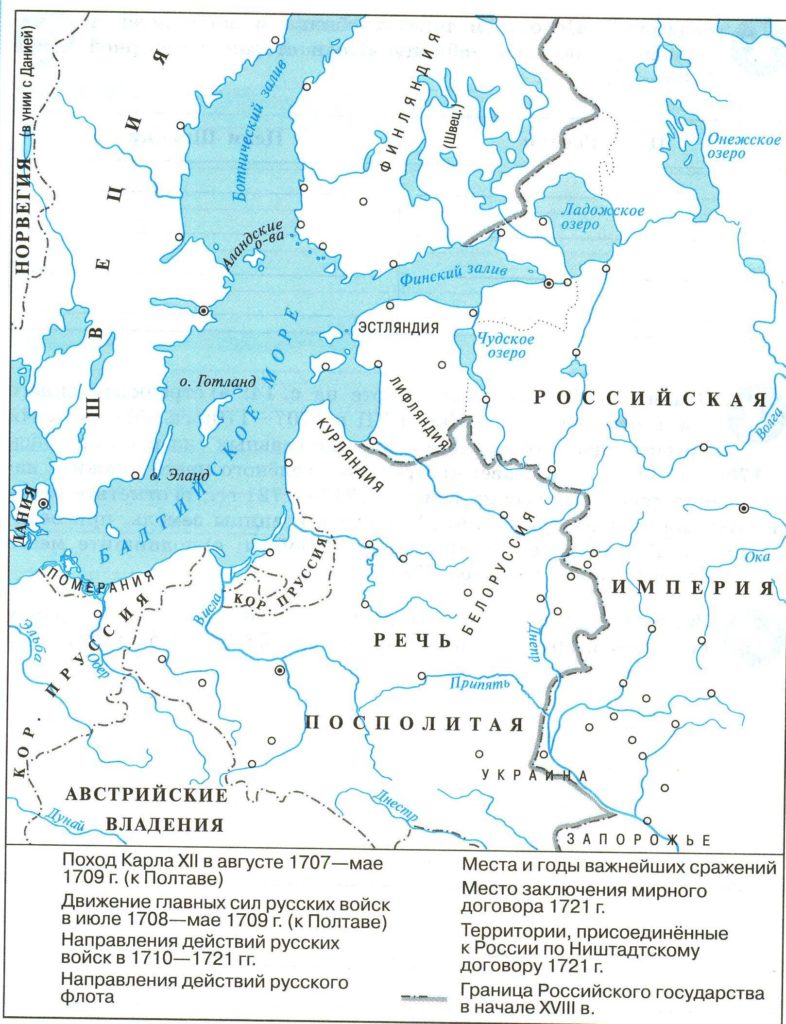 НОРВЕГИЯ (в унии с Данией)
ШВЕЦИЯ
Ботнический залив
ФИНЛЯНДИЯ
(Швец.)
Онежское
озеро
Ладожское
озеро
Аландские
о-ва
Финский залив
ЭСТЛЯНДИЯ
Чудское
озеро
о. Готланд
ЛИФЛЯНДИЯ
РОССИЙСКАЯ
Волга
КУРЛЯНДИЯ
о. Эланд
БАЛТИЙСКОЕ МОРЕ
ДАНИЯ
БЕЛОРУССИЯ
Ока
ПОМЕРАНИЯ
КОР. ПРУССИЯ
ИМПЕРИЯ
Висла
Эльба
Одер
РЕЧЬ
Днепр
КОР. ПРУССИЯ
Припять
ПОСПОЛИТАЯ
УКРАИНА
АВСТРИЙСКИЕ
ВЛАДЕНИЯ
Дунай
Днестр
ЗАПОРОЖЬЕ
Поход Карла XII в августе 1707—мае
1709 г. (к Полтаве)
Движение главных сил русских войск
в июле 1708—мае 1709 г. (к Полтаве)
Направления действий русских
войск в 1710—1721 гг.
Направления действий русского
флота
Места и годы важнейших сражений
Место заключения мирного
договора 1721 г.
Территории, присоединённые
к России по Ништадтскому
договору 1721 г.
Граница Российского государства
в начале XVIII в.